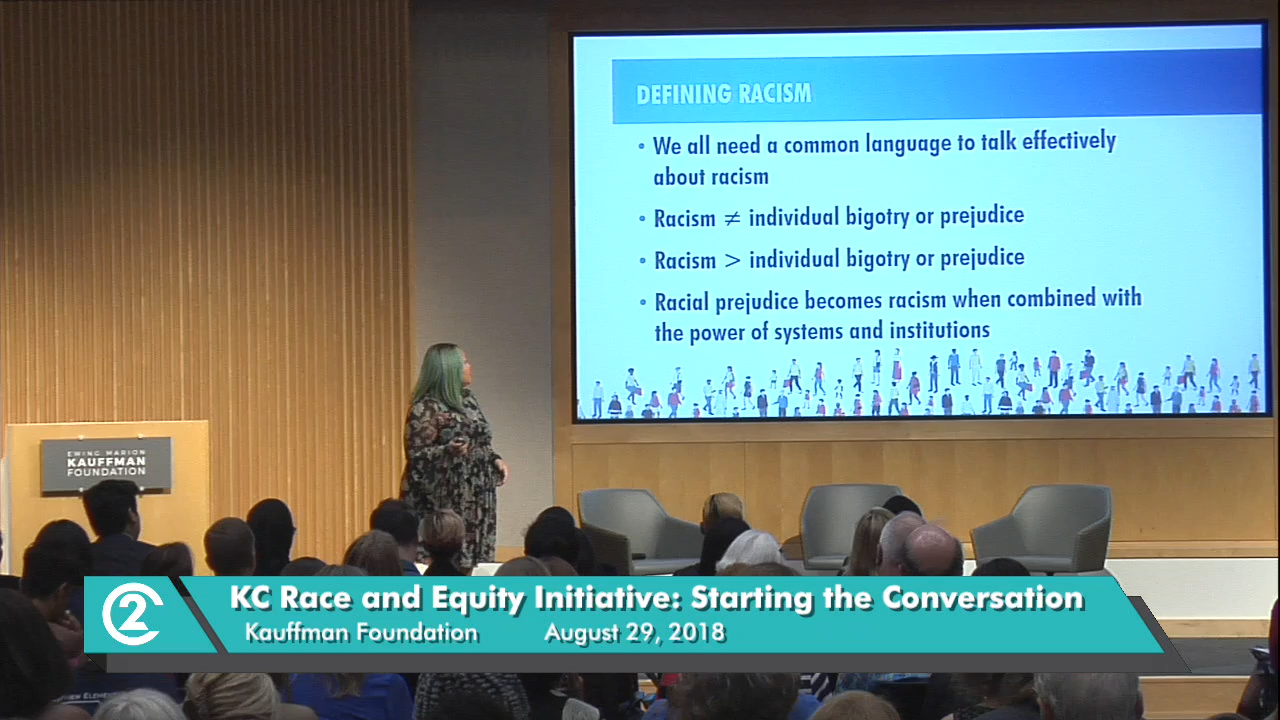 DEFINING RACISM
• We all need a common language to talk effectively
about racism
• Racism ≠ individual bigotry or prejudice
• Racism > individual bigotry or prejudice
• Racial prejudice becomes racism when combined with
the power of systems and institutions
EWING MARION
KAUFFMAN
FOUNDATION
2
KC Race and Equity Initiative: Starting the Conversation
Kauffman Foundation August 29, 2018